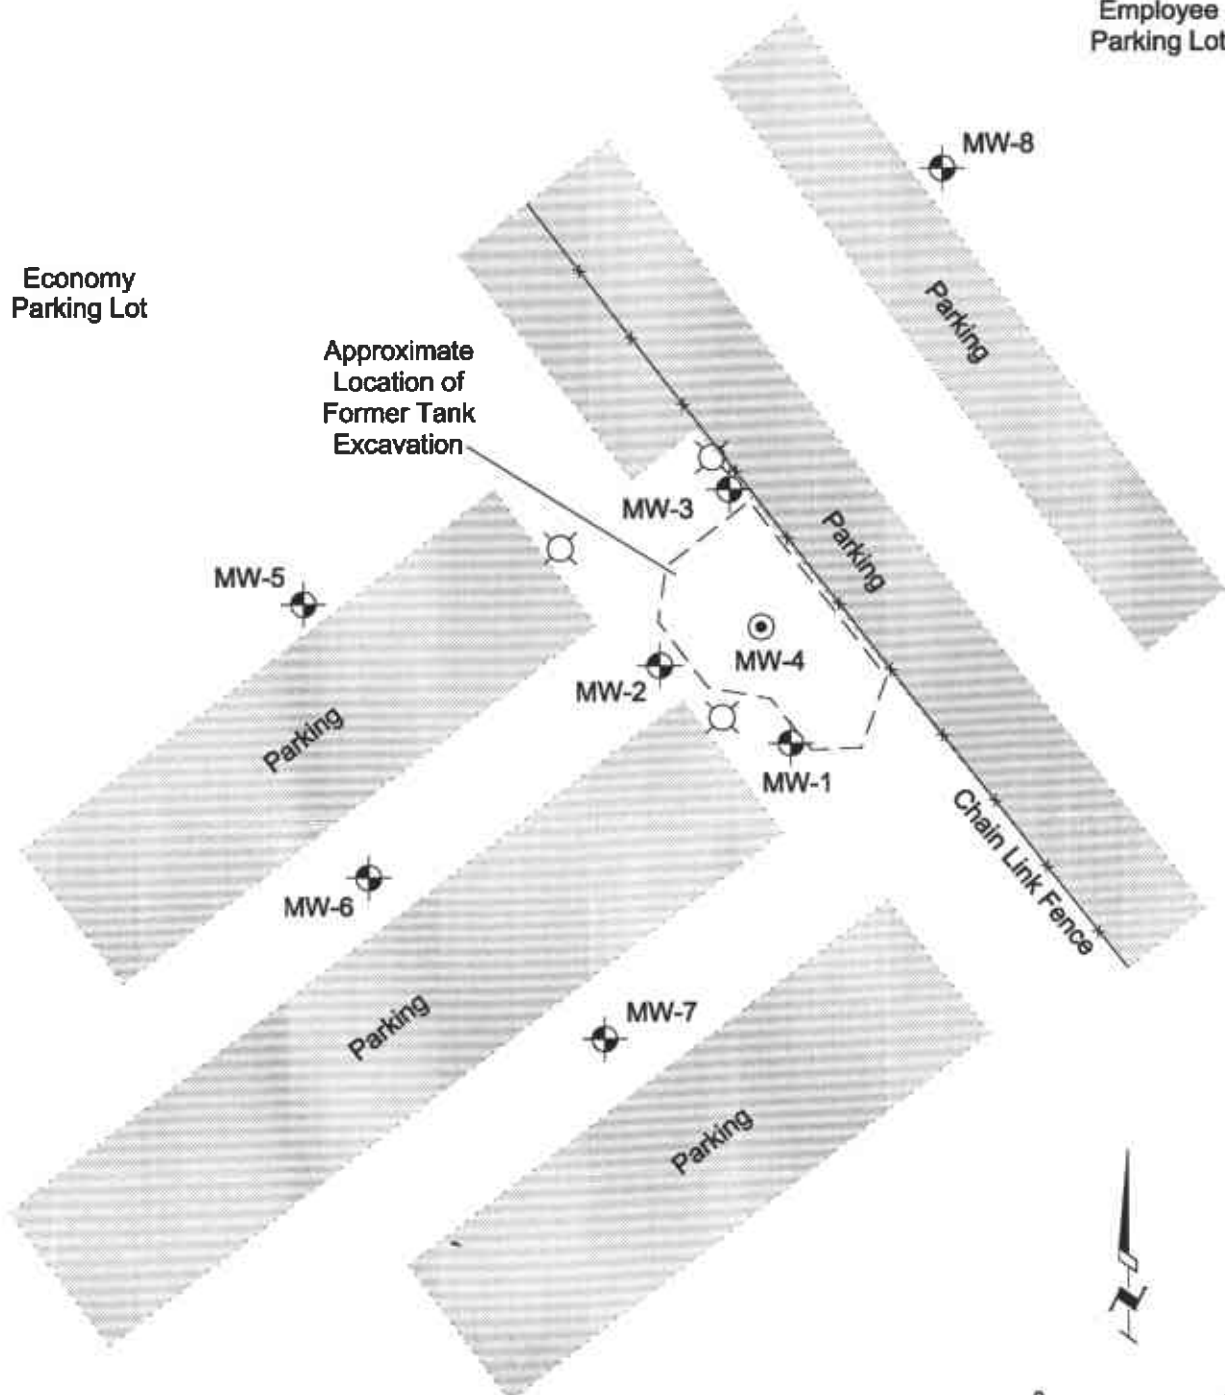 Employee
Parking Lot
MW-8
Economy
Parking Lot
Parking
Approximate
Location of
Former Tank
Excavation
MW-3
Parking
MW-5
MW-4
MW-2
Parking
MW-1
Chain Link Fence
MW-6
MW-7
Parking
Parking